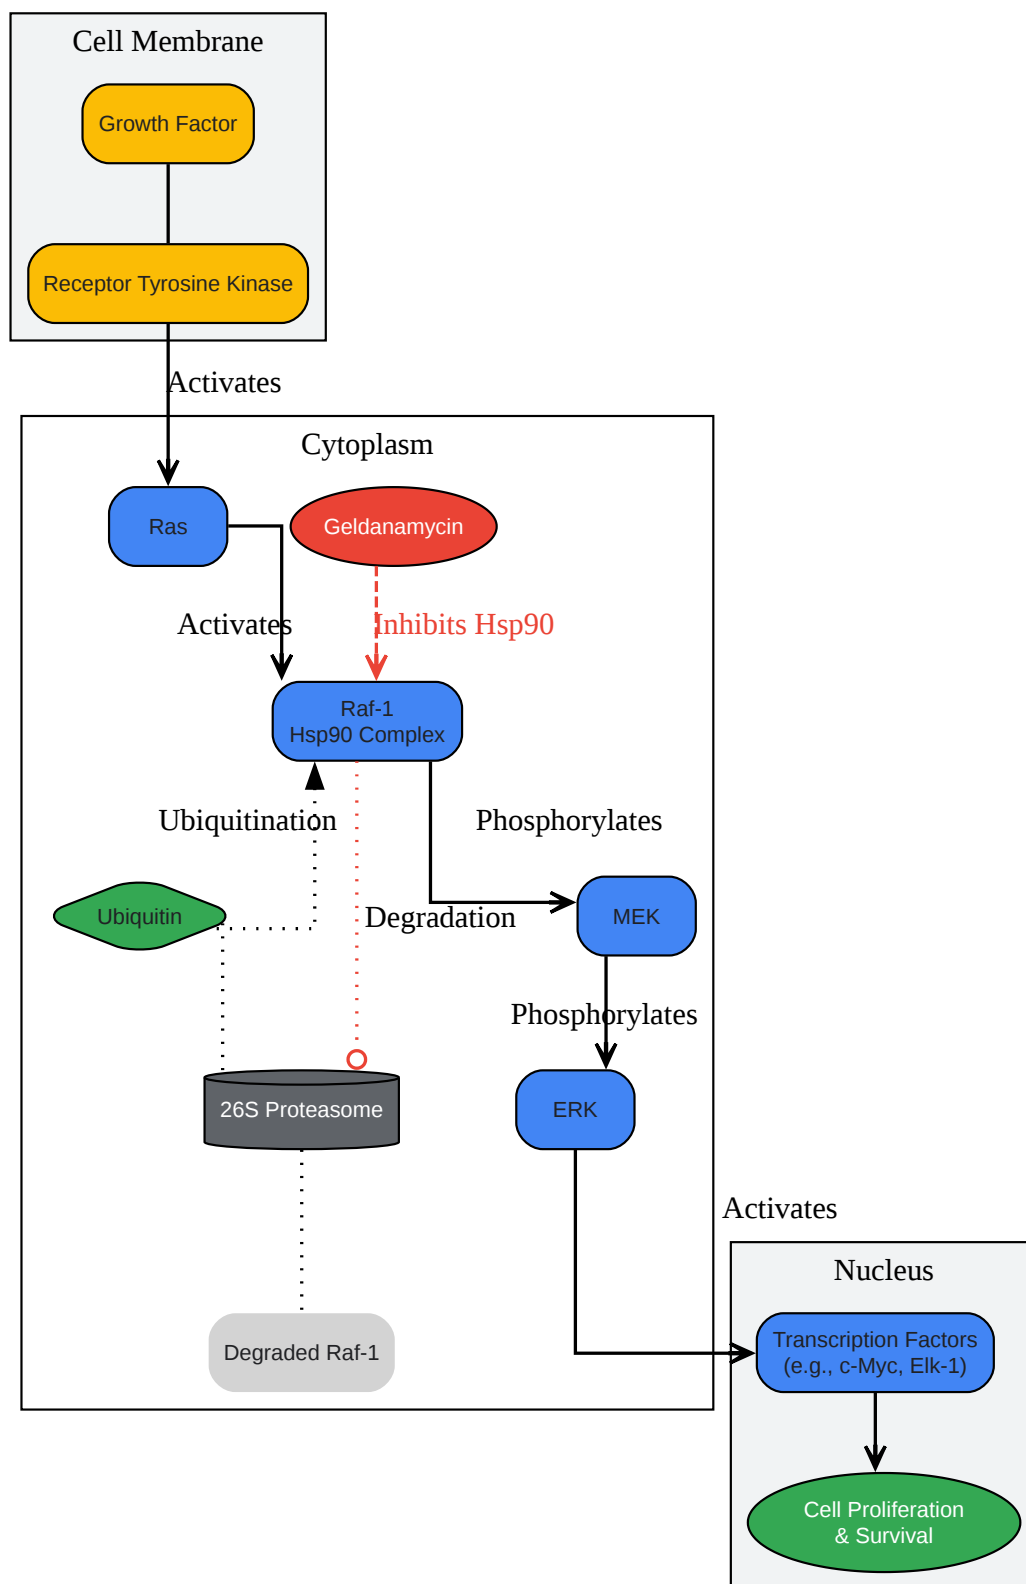 Cell Membrane
Growth Factor
Receptor Tyrosine Kinase
Activates
Cytoplasm
Ras
Geldanamycin
Activates
Inhibits Hsp90
Raf-1
Hsp90 Complex
Ubiquitination
Phosphorylates
Ubiquitin
Degradation
MEK
Phosphorylates
26S Proteasome
ERK
Activates
Nucleus
Transcription Factors
(e.g., c-Myc, Elk-1)
Degraded Raf-1
Cell Proliferation
& Survival